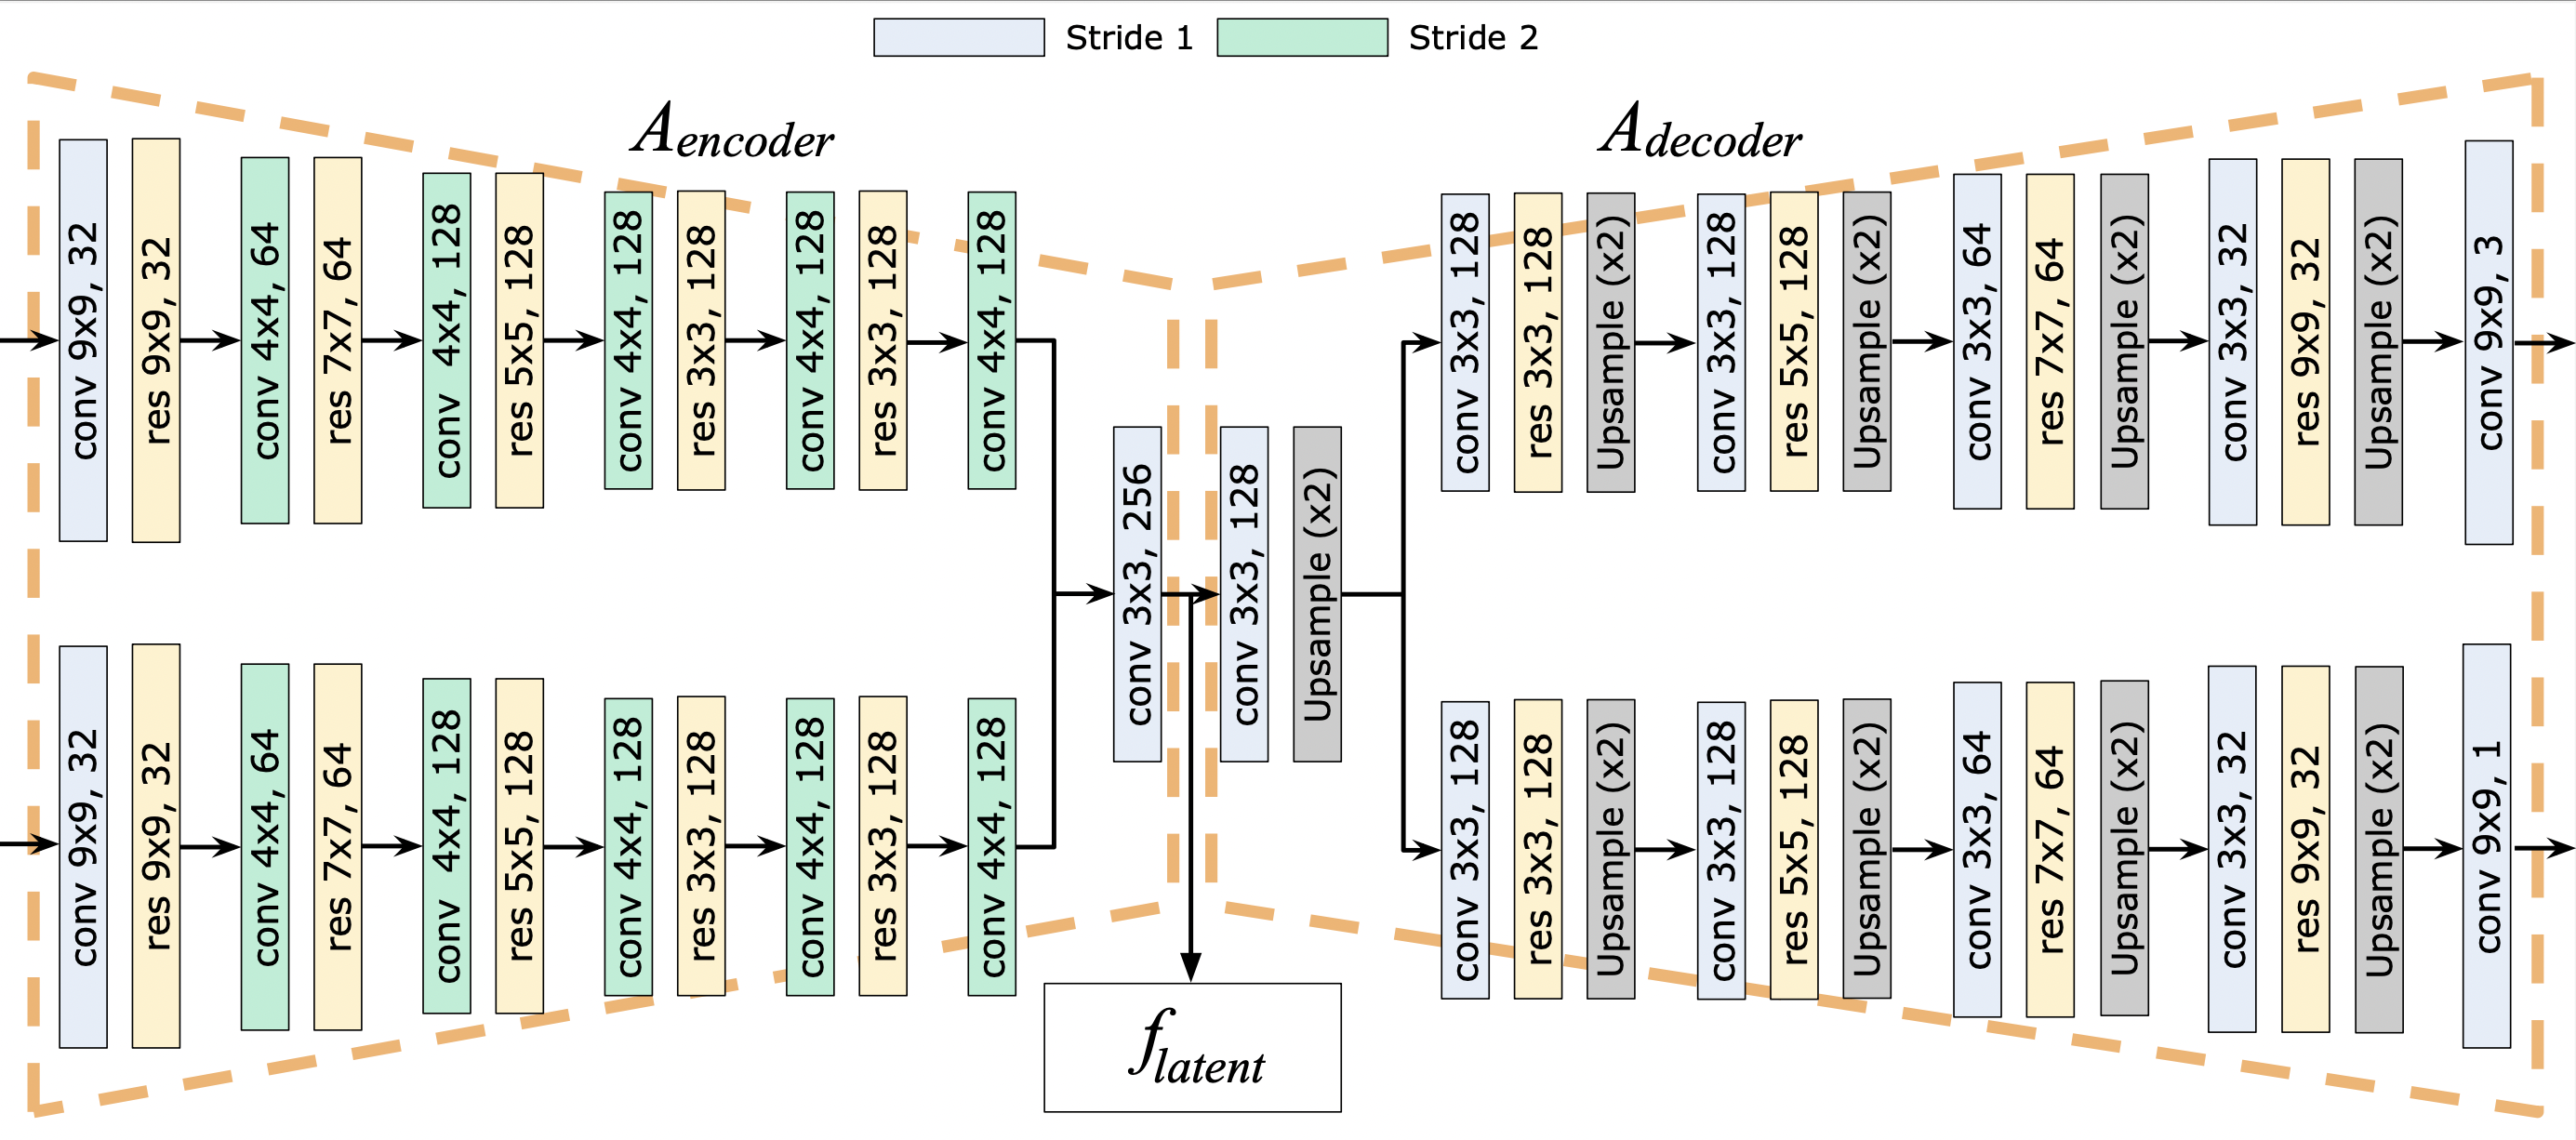 Stride 1
Stride 2
A encoder
A decoder
conv 9x9, 32
res 9x9, 32
conv 4x4, 64
res 7x7, 64
conv 4x4, 128
res 5x5, 128
conv 4x4, 128
res 3x3, 128
conv 4x4, 128
res 3x3, 128
conv 4x4, 128
conv 9x9, 32
res 9x9, 32
conv 4x4, 64
res 7x7, 64
conv 4x4, 128
res 5x5, 128
conv 4x4, 128
res 3x3, 128
conv 4x4, 128
res 3x3, 128
conv 4x4, 128
conv 3x3, 256
f latent
conv 3x3, 128
Upsample (x2)
conv 3x3, 128
res 3x3, 128
Upsample (x2)
conv 3x3, 128
res 5x5, 128
Upsample (x2)
conv 3x3, 64
res 7x7, 64
Upsample (x2)
conv 3x3, 32
res 9x9, 32
Upsample (x2)
conv 9x9, 3
conv 3x3, 128
res 3x3, 128
Upsample (x2)
conv 3x3, 128
res 5x5, 128
Upsample (x2)
conv 3x3, 64
res 7x7, 64
Upsample (x2)
conv 3x3, 32
res 9x9, 32
Upsample (x2)
conv 9x9, 1